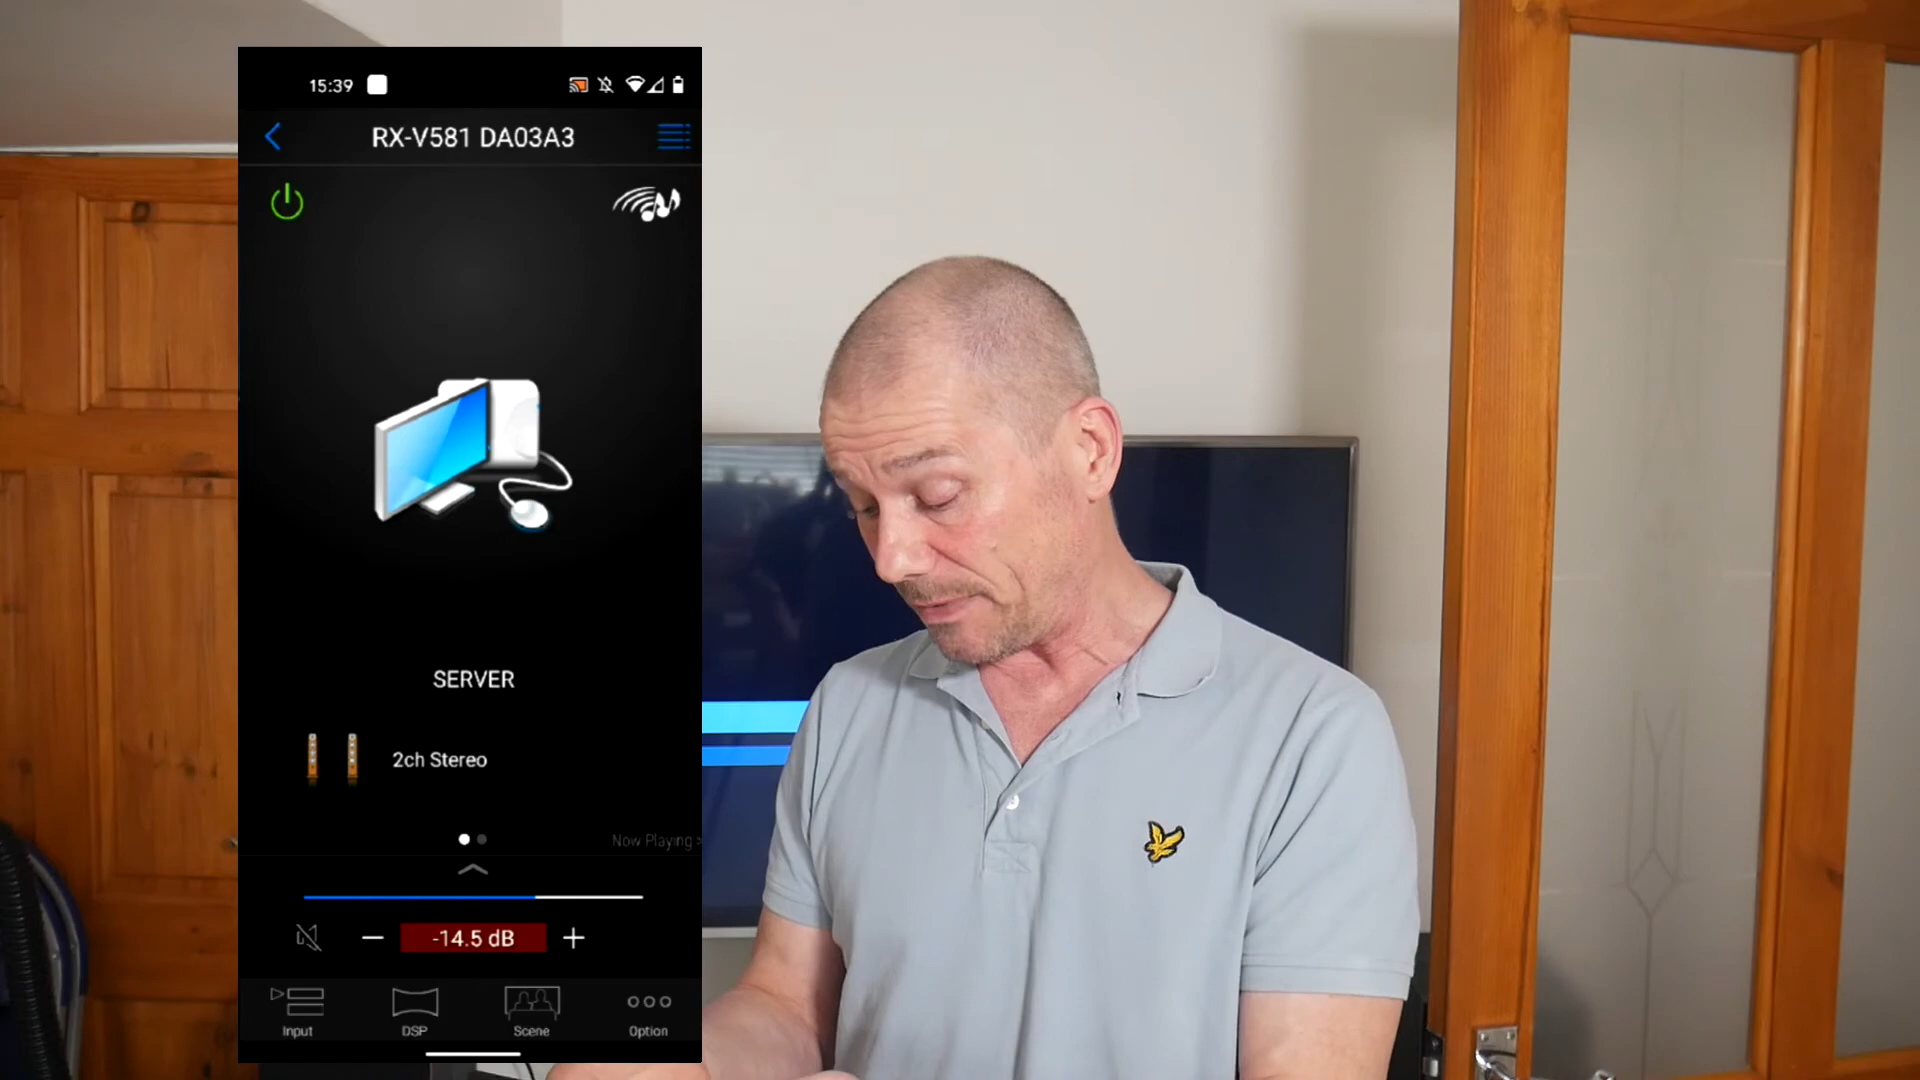 15:39
RX-V581 DA03A3
SERVER
2ch Stereo
Now Playing >
-14.5 dB
Input DSP Scene Option